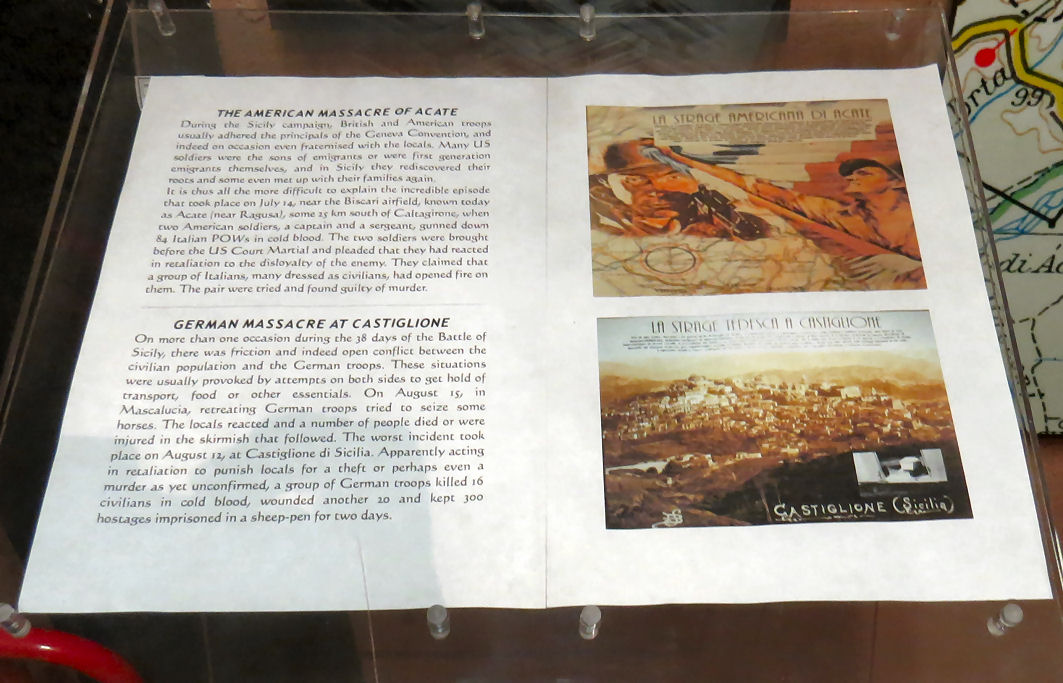 THE AMERICAN MASSACRE OF ACATE
During the Sicily campaign, British and American troops
usually adhered the principals of the Geneva Convention, and
indeed on occasion even fraternised with the locals. Many US
soldiers were the sons of emigrants or were first generation
emigrants themselves, and in Sicily they rediscovered their
roots and some even met up with their families again.
It is thus all the more difficult to explain the incredible episode
that took place on July 14, near the Biscari airfield, known today
as Acate (near Ragusa), some 25 km south of Caltagirone, when
two American soldiers, a captain and a sergeant, gunned down
84 Italian POWs in cold blood. The two soldiers were brought
before the US Court Martial and pleaded that they had reacted
in retaliation to the disloyalty of the enemy. They claimed that
a group of Italians, many dressed as civilians, had opened fire on
them. The pair were tried and found guilty of murder.
GERMAN MASSACRE AT CASTIGLIONE
On more than one occasion during the 38 days of the Battle of
Sicily, there was friction and indeed open conflict between the
civilian population and the German troops. These situations
were usually provoked by attempts on both sides to get hold of
transport, food or other essentials. On August 15, in
Mascalucia, retreating German troops tried to seize some
horses. The locals reacted and a number of people died or were
injured in the skirmish that followed. The worst incident took
place on August 12, at Castiglione di Sicilia. Apparently acting
in retaliation to punish locals for a theft or perhaps even a
murder as yet unconfirmed, a group of German troops killed 16
civilians in cold blood, wounded another 20 and kept 300
hostages imprisoned in a sheep-pen for two days.
LA STRAGE AMERICANA DI ACATE
LA STRAGE TEDESCA A CASTIGLIONE
CASTIGLIONE (Sicilia)
99